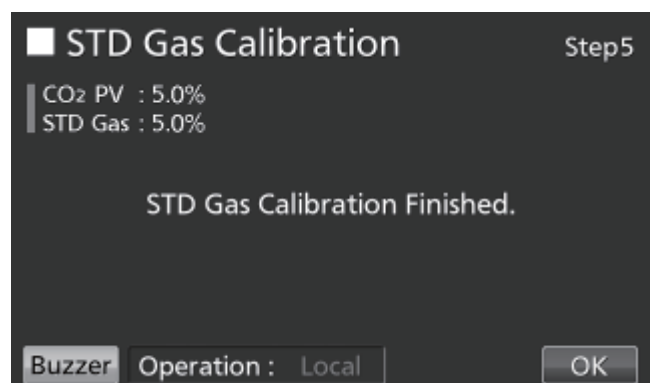 STD Gas Calibration Step5
CO2 PV : 5.0%
STD Gas : 5.0%
STD Gas Calibration Finished.
Buzzer Operation : Local OK